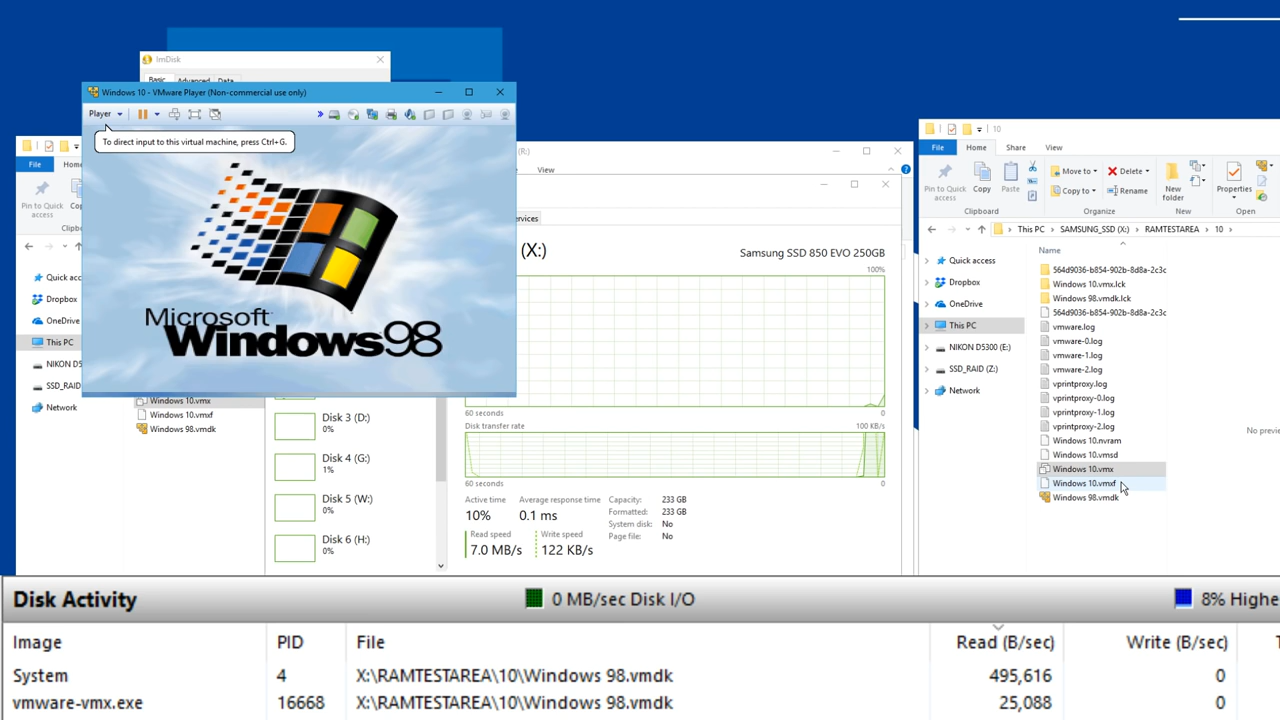 ImDisk
Basic Advanced Data
Windows 10 - VMware Player (Non-commercial use only)
Player
To direct input to this virtual machine, press Ctrl+G.
Microsoft
Windows98
File Home
Pin to Quick access
Quick acc
Dropbox
OneDrive
This PC
NIKON D5
SSD_RAID
Network
Windows 10.vmx
Windows 10.vmxf
Windows 98.vmdk
(R:)
View
rvices
(X:)
Samsung SSD 850 EVO 250GB
100%
60 seconds 0
Disk transfer rate 100 KB/s
60 seconds 0
Disk 3 (D:)
0%
Disk 4 (G:)
1%
Disk 5 (W:)
0%
Disk 6 (H:)
0%
Active time Average response time
10% 0.1 ms
Read speed Write speed
7.0 MB/s 122 KB/s
Capacity: 233 GB
Formatted: 233 GB
System disk: No
Page file: No
10
File Home Share View
Pin to Quick access
Copy
Paste
Clipboard
Move to
Copy to
Delete
Rename
Organize
New folder
New
Properties
Open
This PC > SAMSUNG_SSD (X:) > RAMTESTAREA > 10 >
Name
Quick access
Dropbox
OneDrive
This PC
NIKON D5300 (E:)
SSD_RAID (Z:)
Network
564d9036-b854-902b-8d8a-2c3c
Windows 10.vmx.lck
Windows 98.vmdk.lck
564d9036-b854-902b-8d8a-2c3c
vmware.log
vmware-0.log
vmware-1.log
vmware-2.log
vprintproxy.log
vprintproxy-0.log
vprintproxy-1.log
vprintproxy-2.log
Windows 10.nvram
Windows 10.vmsd
Windows 10.vmx
Windows 10.vmxf
Windows 98.vmdk
No previe
Disk Activity 0 MB/sec Disk I/O 8% Highe
Image PID File Read (B/sec) Write (B/sec)
System 4 X:\RAMTESTAREA\10\Windows 98.vmdk 495,616 0
vmware-vmx.exe 16668 X:\RAMTESTAREA\10\Windows 98.vmdk 25,088 0